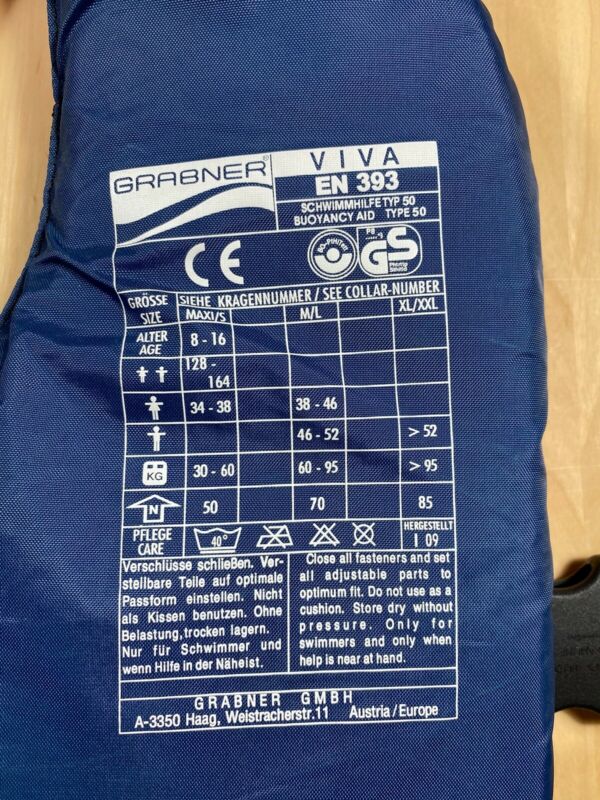 GRABNER®
VIVA
EN 393
SCHWIMMHILFE TYP 50
BUOYANCY AID TYPE 50
CE
GS
GRÖSSE SIEHE KRAGENNUMMER / SEE COLLAR-NUMBER
SIZE MAXI/S M/L XL/XXL
ALTER
AGE 8 - 16
128 -
164
34 - 38 38 - 46
46 - 52 > 52
KG 30 - 60 60 - 95 > 95
N 50 70 85
PFLEGE
CARE 40° HERGESTELLT
I 09
Verschlüsse schließen. Ver-
stellbare Teile auf optimale
Passform einstellen. Nicht
als Kissen benutzen. Ohne
Belastung, trocken lagern.
Nur für Schwimmer und
wenn Hilfe in der Näheist.
Close all fasteners and set
all adjustable parts to
optimum fit. Do not use as a
cushion. Store dry without
pressure. Only for
swimmers and only when
help is near at hand.
GRABNER GMBH
A-3350 Haag, Weistracherstr.11 Austria/Europe